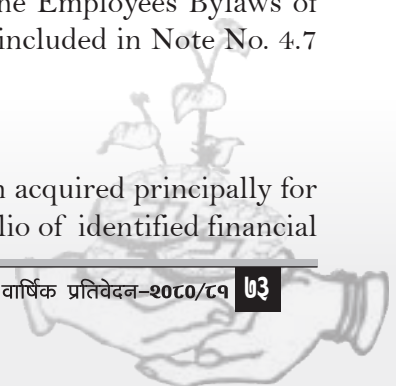 he Employees Bylaws of
included in Note No. 4.7
acquired principally for
lio of identified financial
वार्षिक प्रतिवेदन–२०८०/८१ ७३